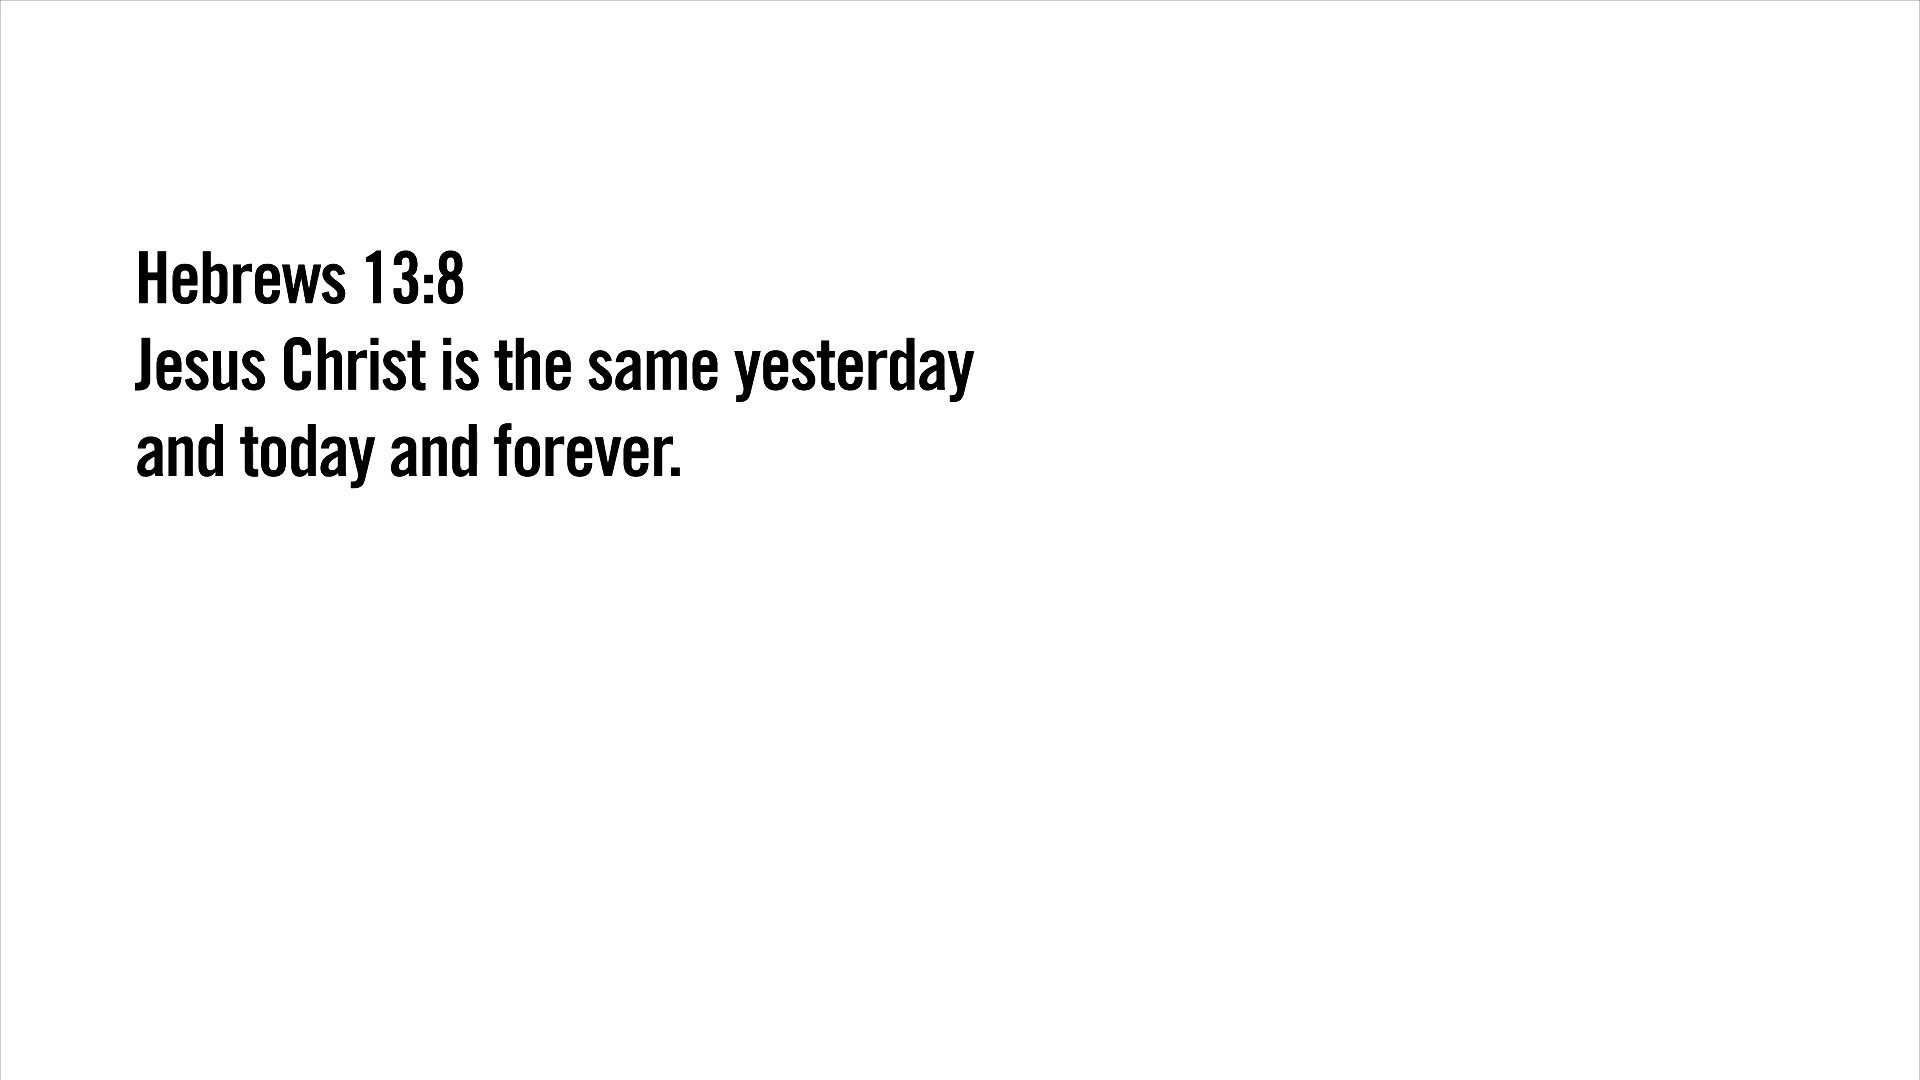 Hebrews 13:8
Jesus Christ is the same yesterday
and today and forever.